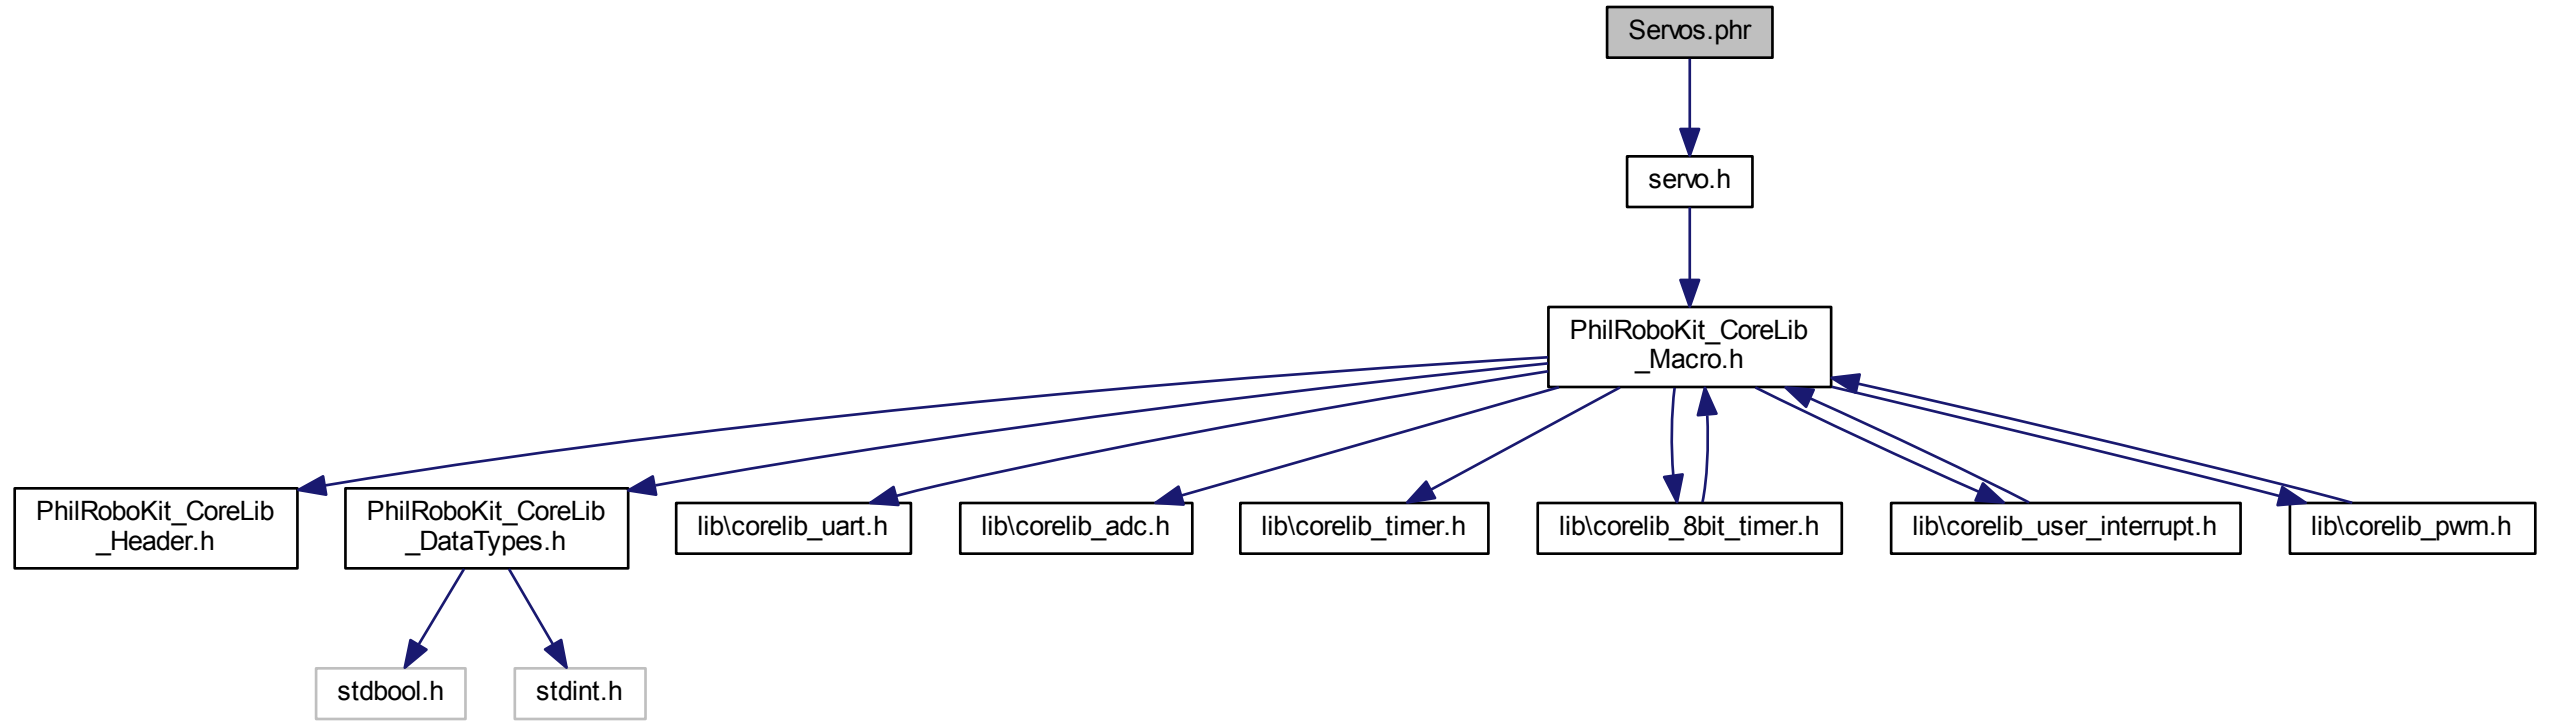 Servos.phr
servo.h
PhilRoboKit_CoreLib
_Macro.h
PhilRoboKit_CoreLib
_Header.h
PhilRoboKit_CoreLib
_DataTypes.h
lib\corelib_uart.h
lib\corelib_adc.h
lib\corelib_timer.h
lib\corelib_8bit_timer.h
lib\corelib_user_interrupt.h
lib\corelib_pwm.h
stdbool.h
stdint.h